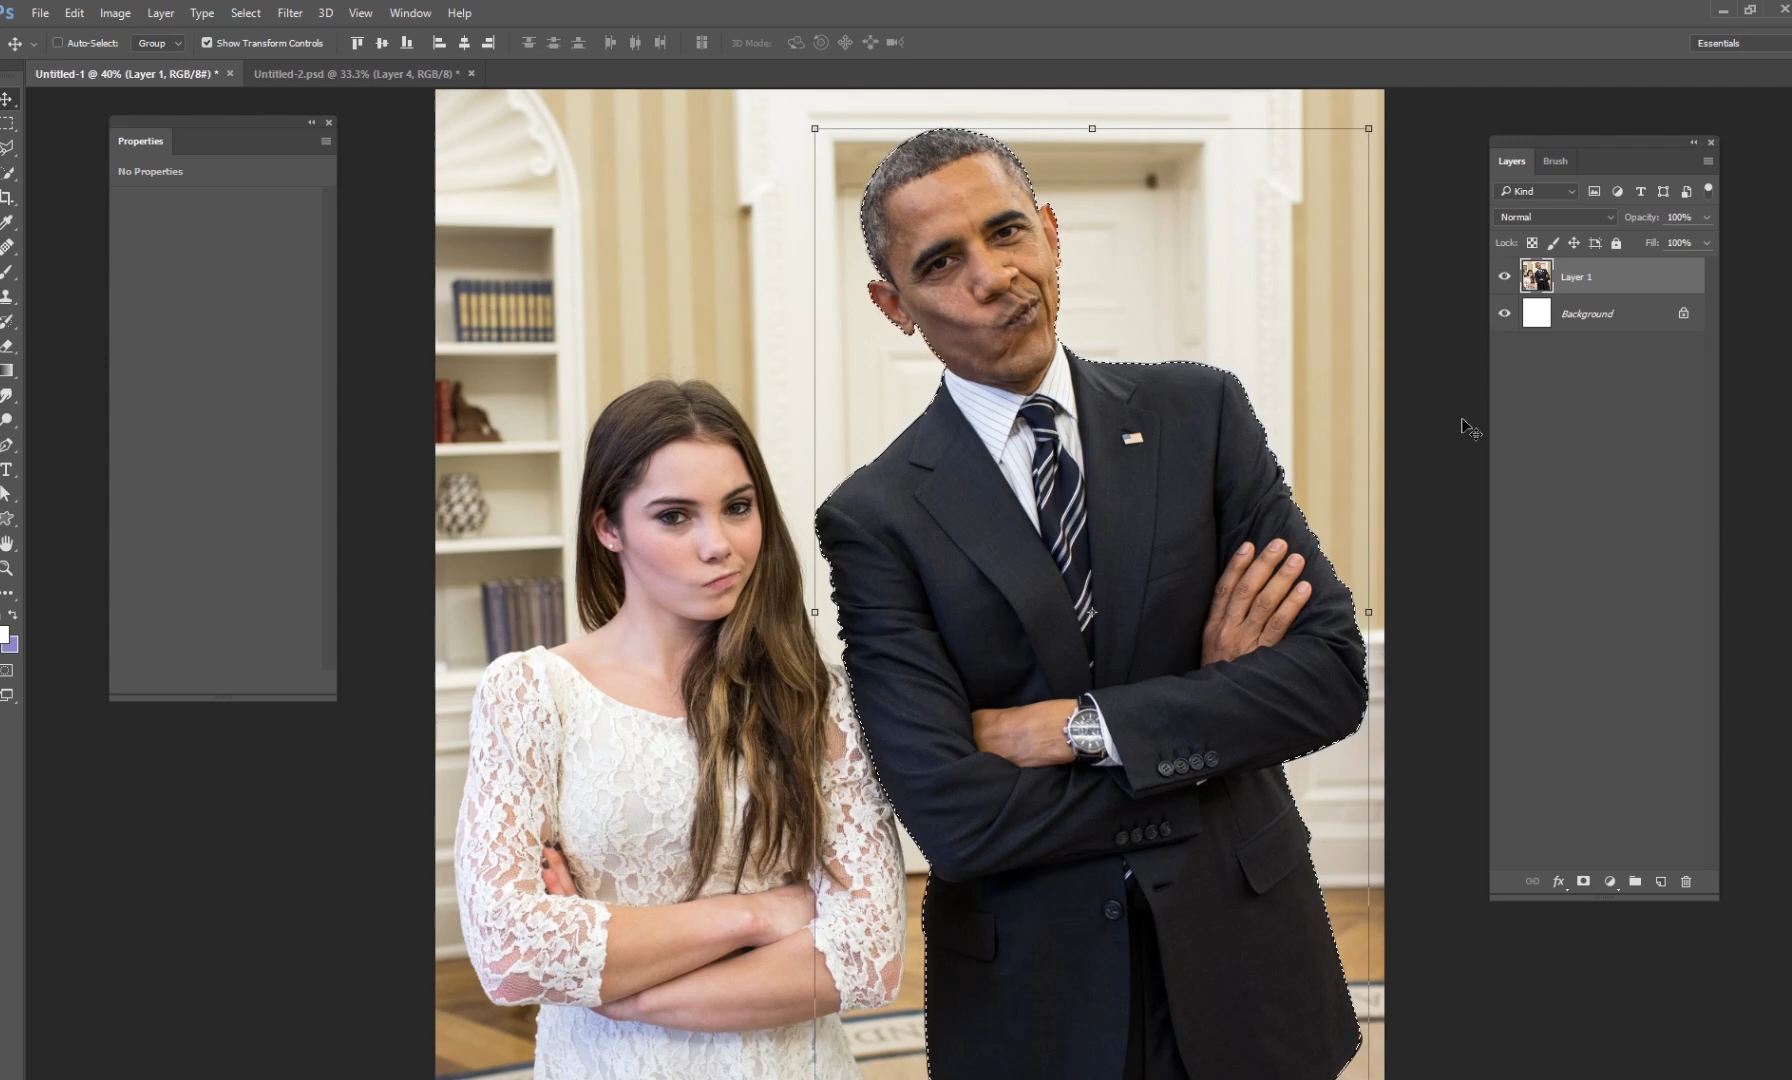 Ps File Edit Image Layer Type Select Filter 3D View Window Help
Auto-Select: Group Show Transform Controls 3D Mode: Essentials
Untitled-1 @ 40% (Layer 1, RGB/8#) * × Untitled-2.psd @ 33.3% (Layer 4, RGB/8) * ×
Properties
No Properties
Layers Brush
Kind
Normal Opacity: 100%
Lock: Fill: 100%
Layer 1
Background
fx